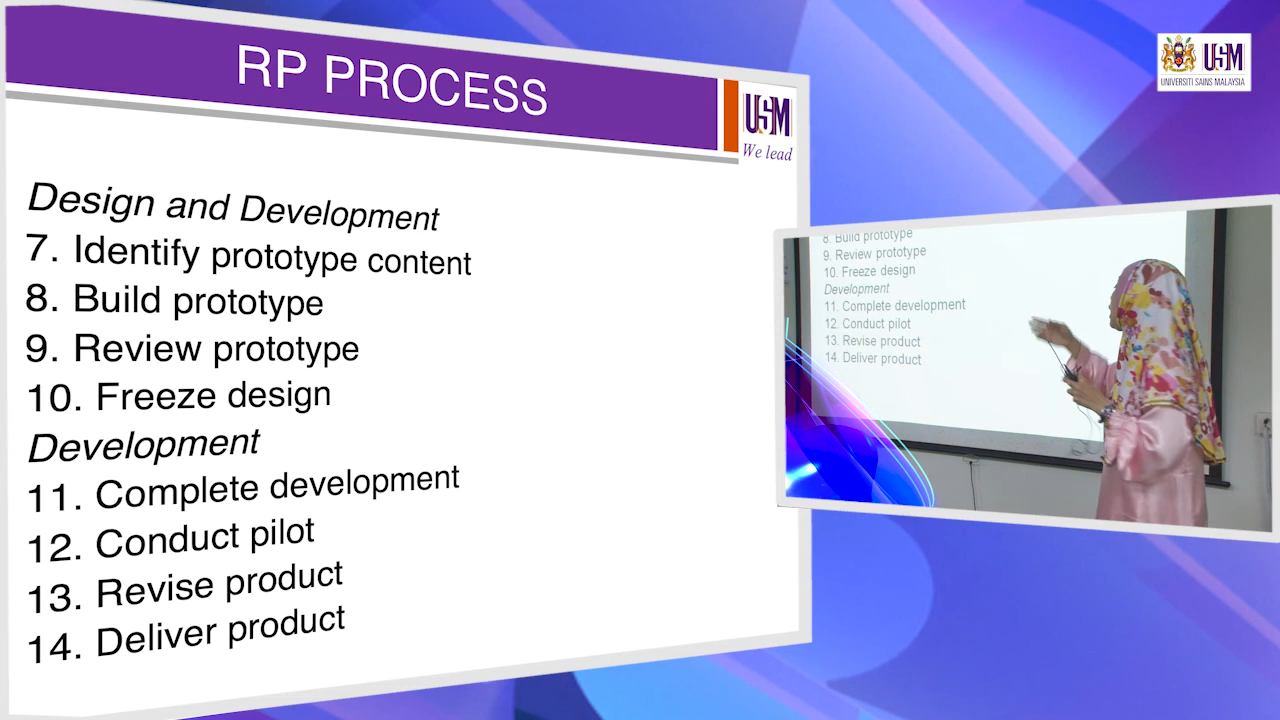 RP PROCESS
USM
We lead
Design and Development
7. Identify prototype content
8. Build prototype
9. Review prototype
10. Freeze design
Development
11. Complete development
12. Conduct pilot
13. Revise product
14. Deliver product
USM
UNIVERSITI SAINS MALAYSIA
8. Build prototype
9. Review prototype
10. Freeze design
Development
11. Complete development
12. Conduct pilot
13. Revise product
14. Deliver product